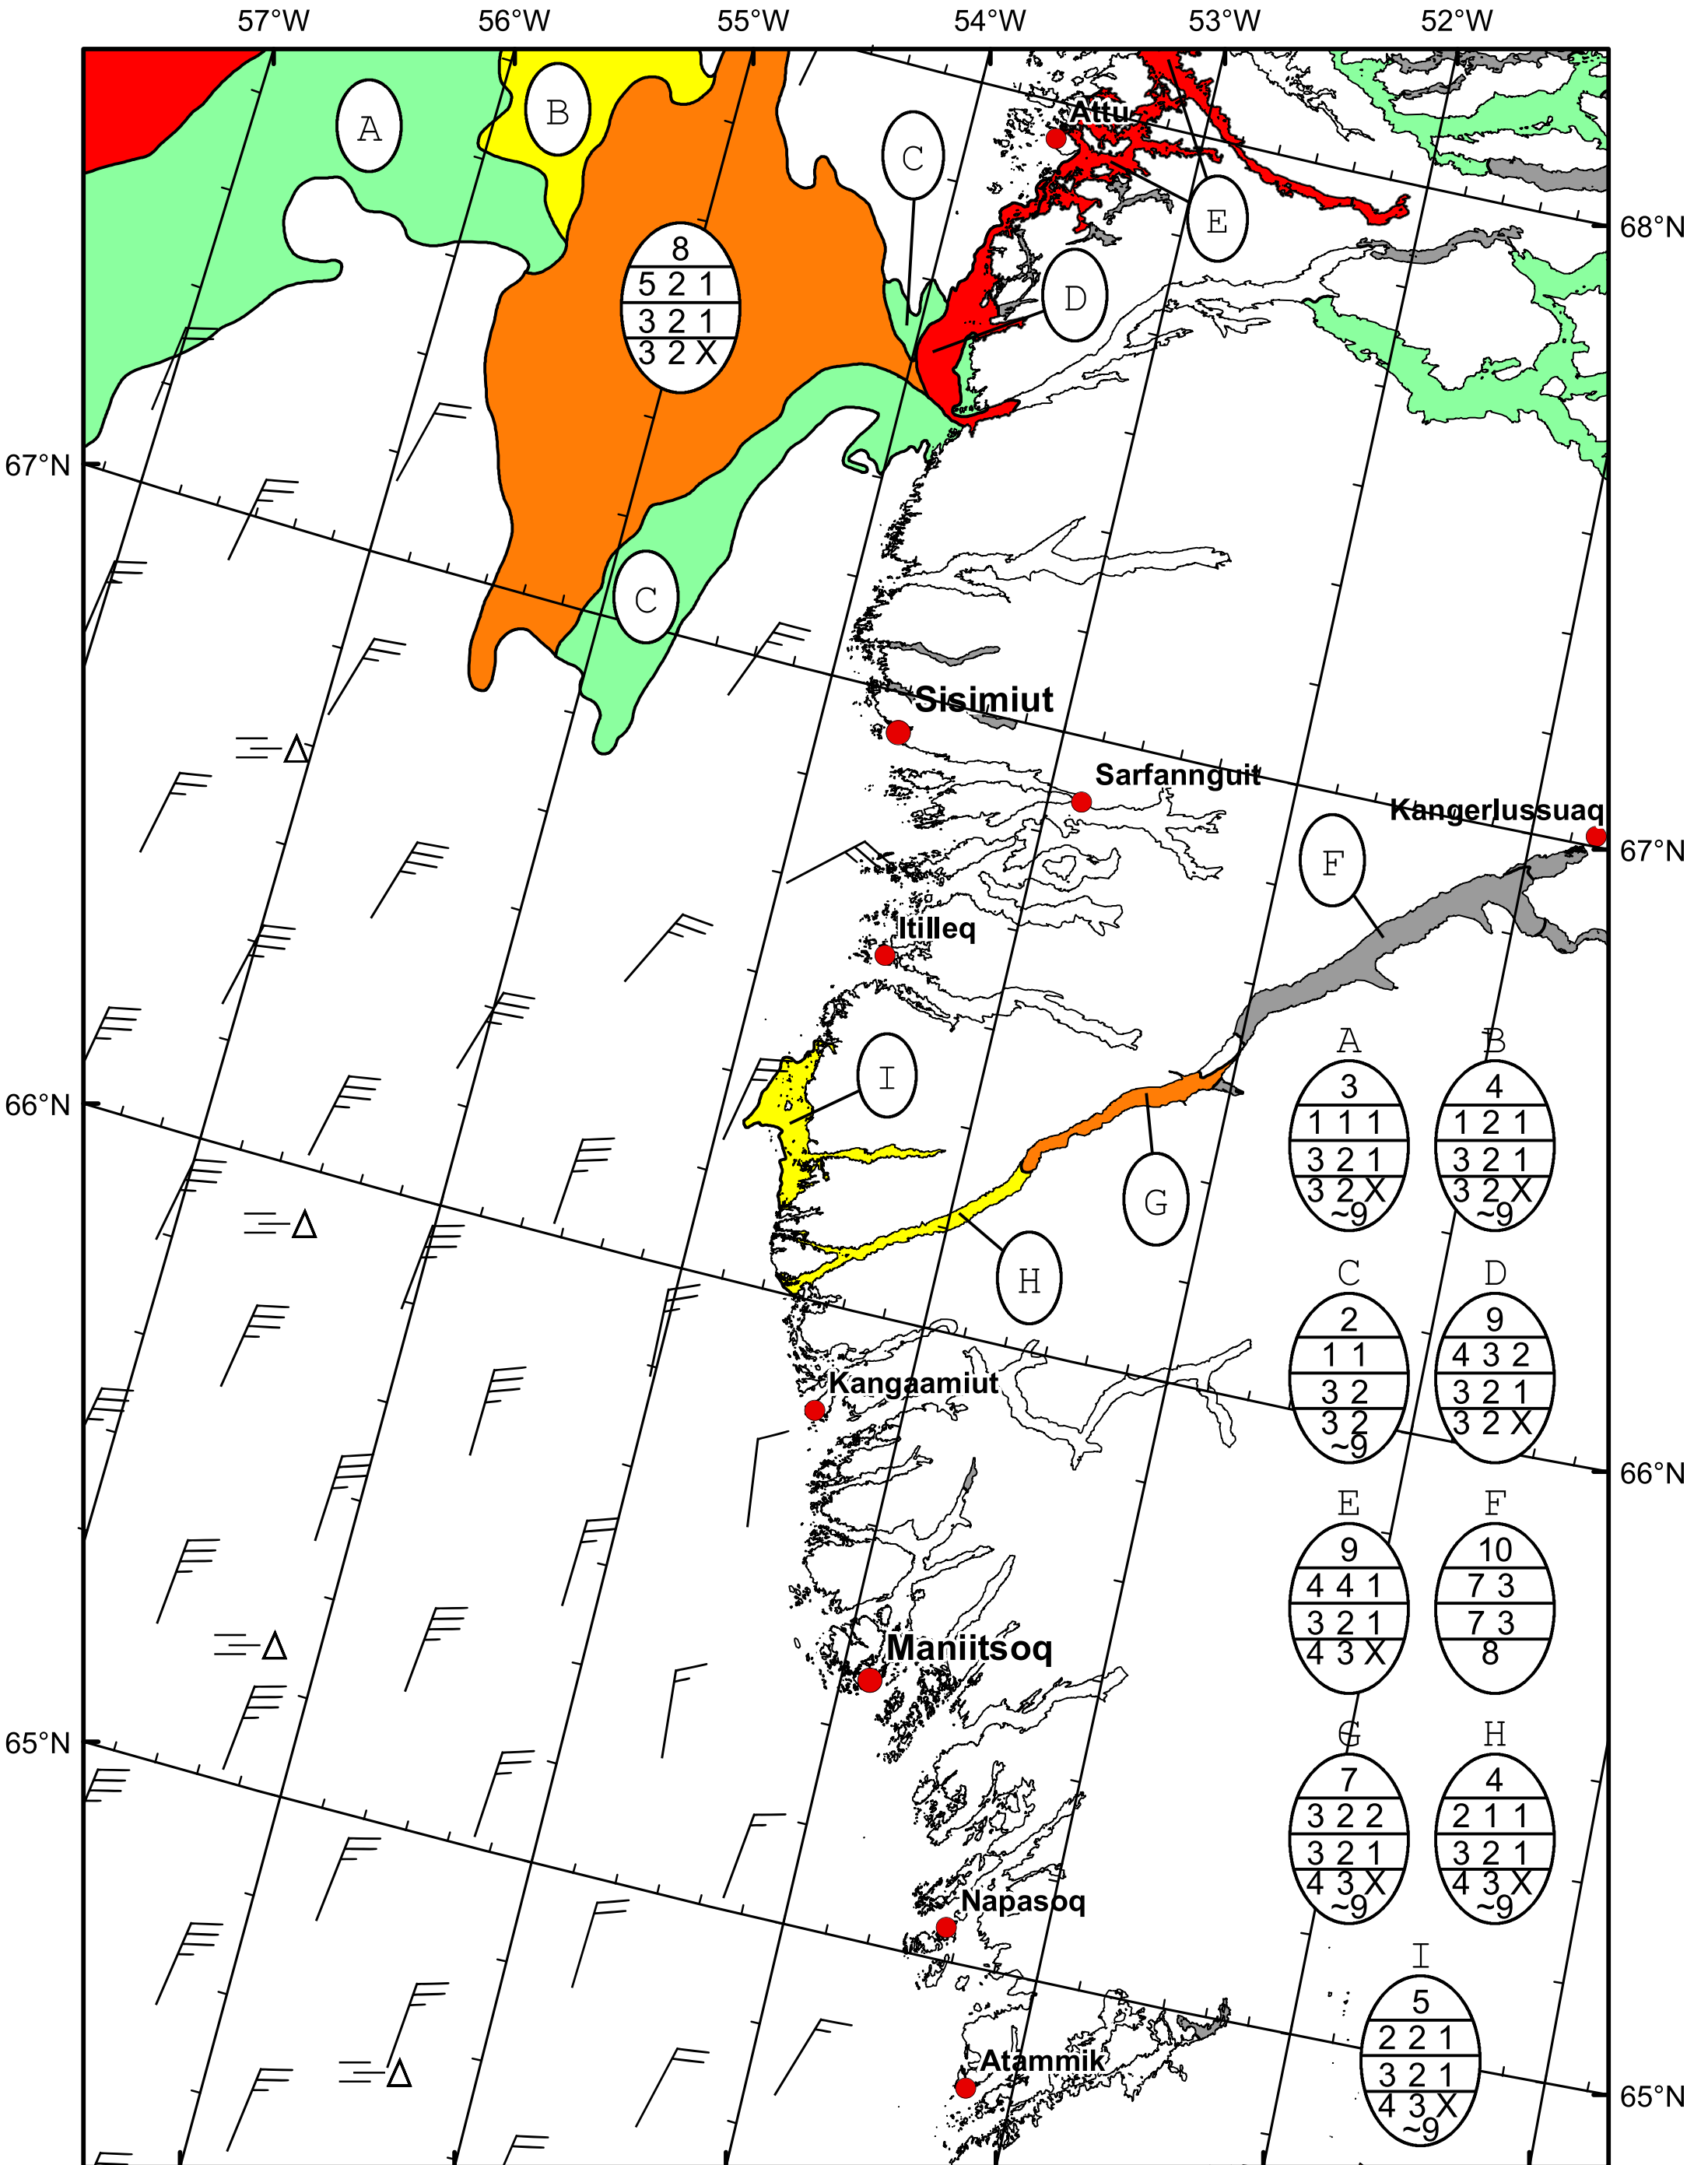 57°W 56°W 55°W 54°W 53°W 52°W
A
B
Attu
C
E
68°N
8
5 2 1
3 2 1
3 2 X
D
67°N
C
Sisimiut
Sarfannguit
Kangerlussuaq
F
67°N
Itilleq
I
66°N
G
H
A B
3 4
1 1 1 1 2 1
3 2 1 3 2 1
3 2 X 3 2 X
~9 ~9
C D
2 9
1 1 4 3 2
3 2 3 2 1
3 2 3 2 X
~9
Kangaamiut
66°N
E F
9 10
4 4 1 7 3
3 2 1 7 3
4 3 X 8
Maniitsoq
65°N
G H
7 4
3 2 2 2 1 1
3 2 1 3 2 1
4 3 X 4 3 X
~9 ~9
Napasoq
I
5
2 2 1
3 2 1
4 3 X
~9
Atammik
65°N